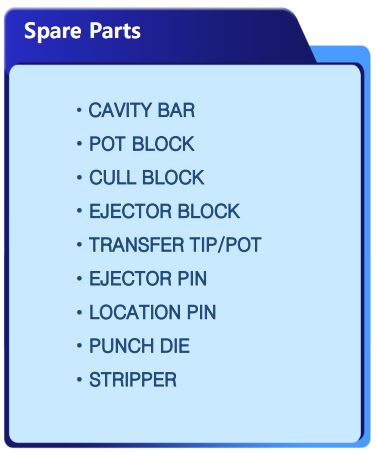 Spare Parts
• CAVITY BAR
• POT BLOCK
• CULL BLOCK
• EJECTOR BLOCK
• TRANSFER TIP/POT
• EJECTOR PIN
• LOCATION PIN
• PUNCH DIE
• STRIPPER